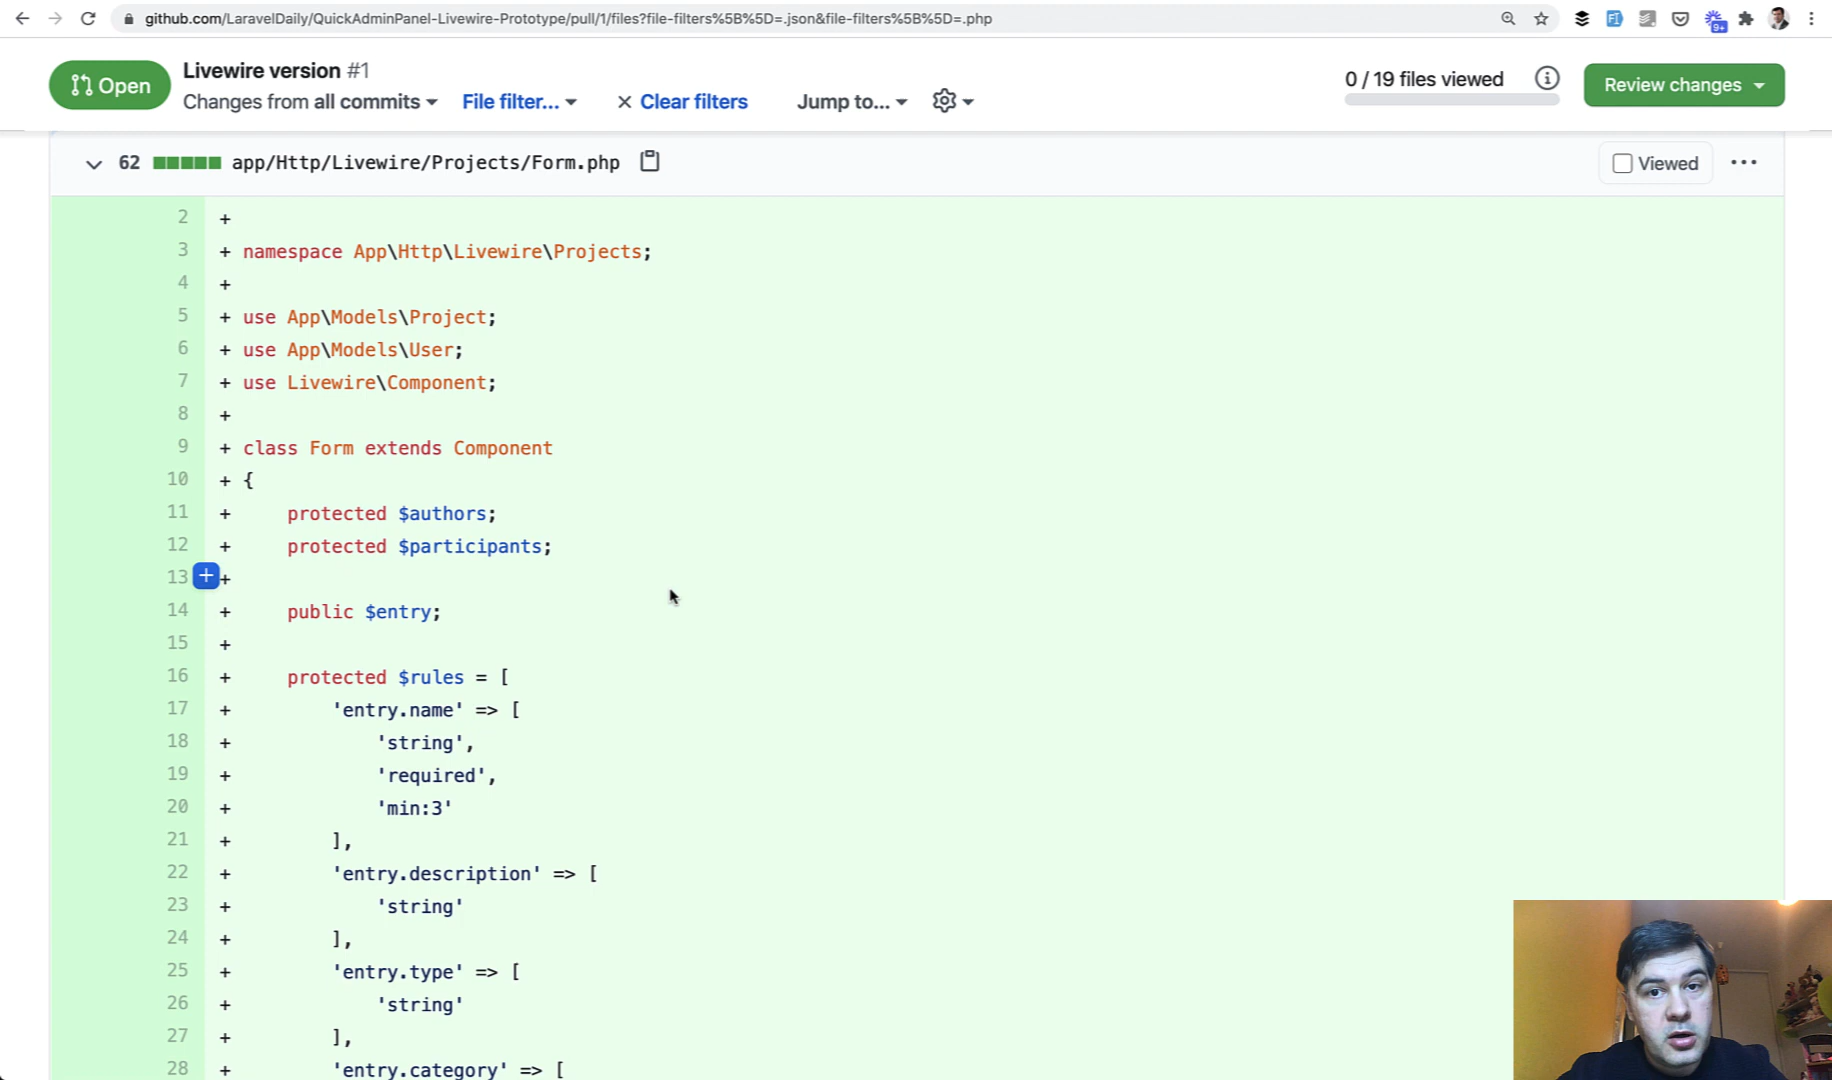 github.com/LaravelDaily/QuickAdminPanel-Livewire-Prototype/pull/1/files?file-filters%5B%5D=.json&file-filters%5B%5D=.php
9+
Open
Livewire version #1
Changes from all commits
File filter...
Clear filters
Jump to...
0 / 19 files viewed
Review changes
62 app/Http/Livewire/Projects/Form.php
Viewed
2 +
3 + namespace App\Http\Livewire\Projects;
4 +
5 + use App\Models\Project;
6 + use App\Models\User;
7 + use Livewire\Component;
8 +
9 + class Form extends Component
10 + {
11 + protected $authors;
12 + protected $participants;
13 +
14 + public $entry;
15 +
16 + protected $rules = [
17 + 'entry.name' => [
18 + 'string',
19 + 'required',
20 + 'min:3'
21 + ],
22 + 'entry.description' => [
23 + 'string'
24 + ],
25 + 'entry.type' => [
26 + 'string'
27 + ],
28 + 'entry.category' => [